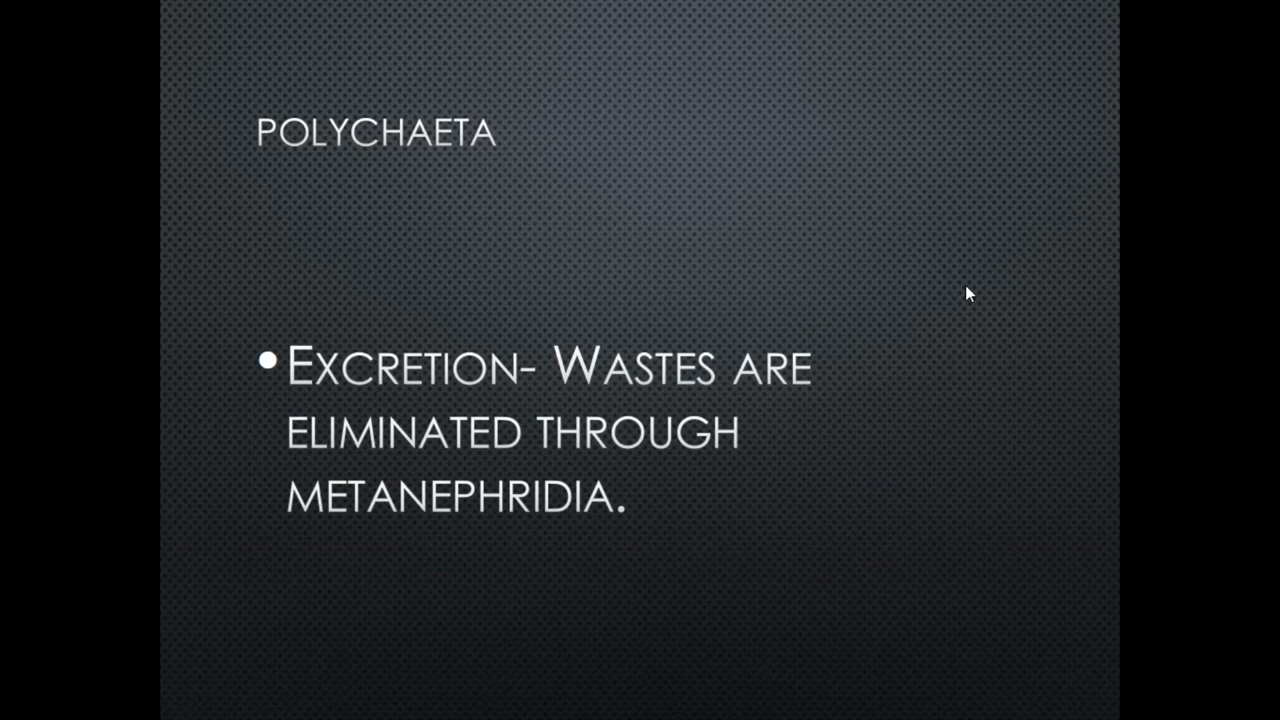 POLYCHAETA
• EXCRETION- WASTES ARE
ELIMINATED THROUGH
METANEPHRIDIA.